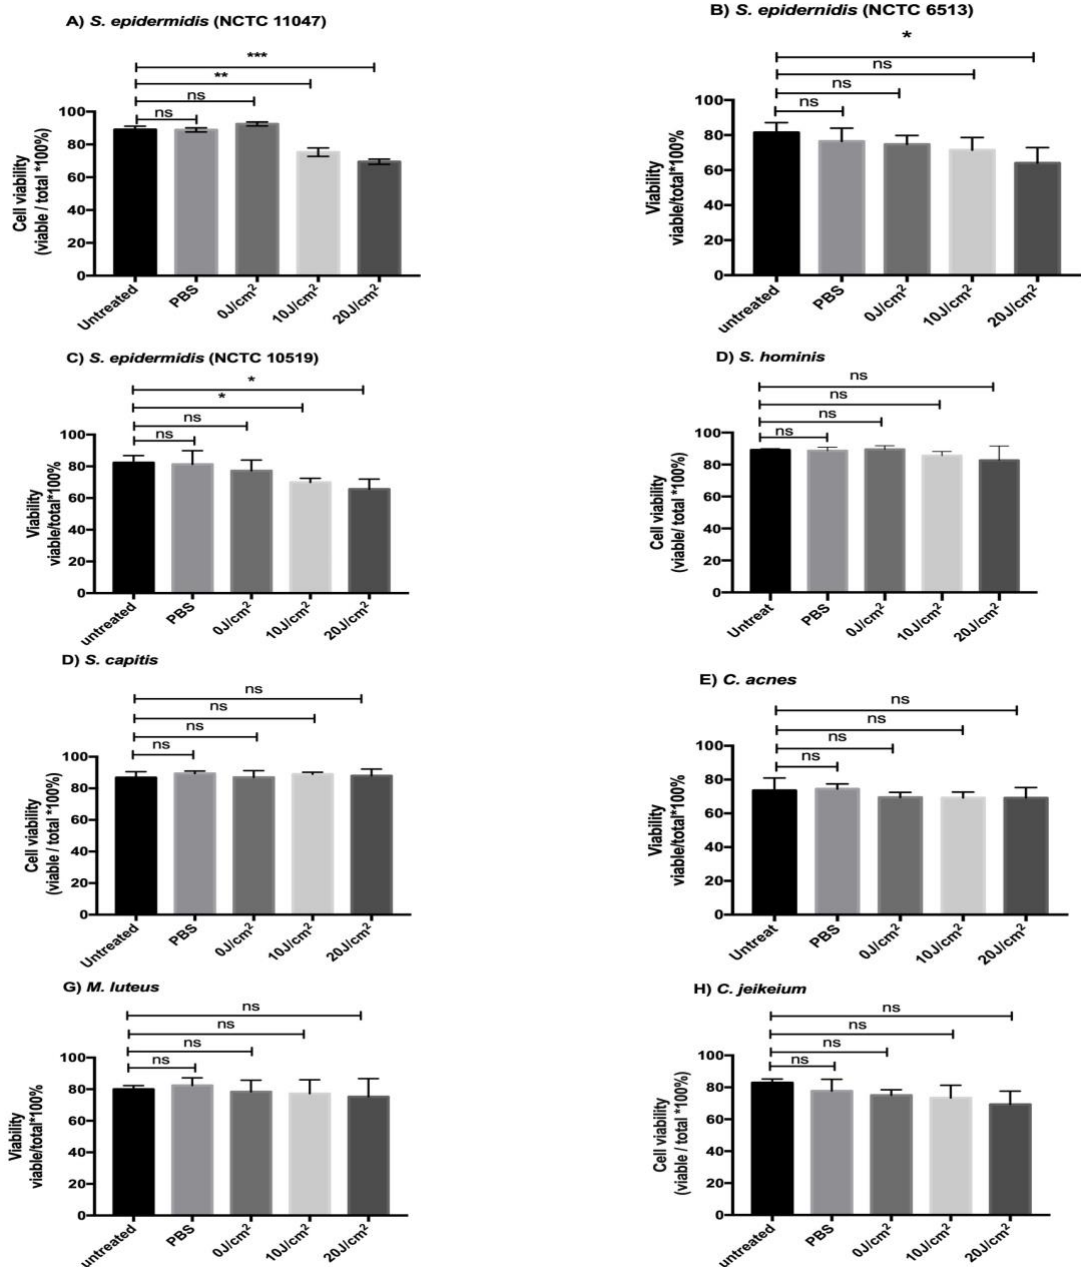 A) S. epidermidis (NCTC 11047)
***
**
ns
ns
Cell viability
(viable / total *100%)
100
80
60
40
20
0
Untreated
PBS
0J/cm²
10J/cm²
20J/cm²
B) S. epidernidis (NCTC 6513)
*
ns
ns
ns
Viability
viable/total*100%
100
80
60
40
20
0
untreated
PBS
0J/cm²
10J/cm²
20J/cm²
C) S. epidermidis (NCTC 10519)
*
*
ns
ns
Viability
viable/total*100%
100
80
60
40
20
0
untreated
PBS
0J/cm²
10J/cm²
20J/cm²
D) S. hominis
ns
ns
ns
ns
Cell viability
(viable/ total *100%)
100
80
60
40
20
0
Untreat
PBS
0J/cm²
10J/cm²
20J/cm²
D) S. capitis
ns
ns
ns
ns
Cell viability
(viable / total *100%)
100
80
60
40
20
0
Untreated
PBS
0J/cm²
10J/cm²
20J/cm²
E) C. acnes
ns
ns
ns
ns
Viability
viable/total*100%
100
80
60
40
20
0
Untreat
PBS
0J/cm²
10J/cm²
20J/cm²
G) M. luteus
ns
ns
ns
ns
Viability
viable/total*100%
100
80
60
40
20
0
untreated
PBS
0J/cm²
10J/cm²
20J/cm²
H) C. jeikeium
ns
ns
ns
ns
Cell viability
(viable / total *100%)
100
80
60
40
20
0
untreated
PBS
0J/cm²
10J/cm²
20J/cm²